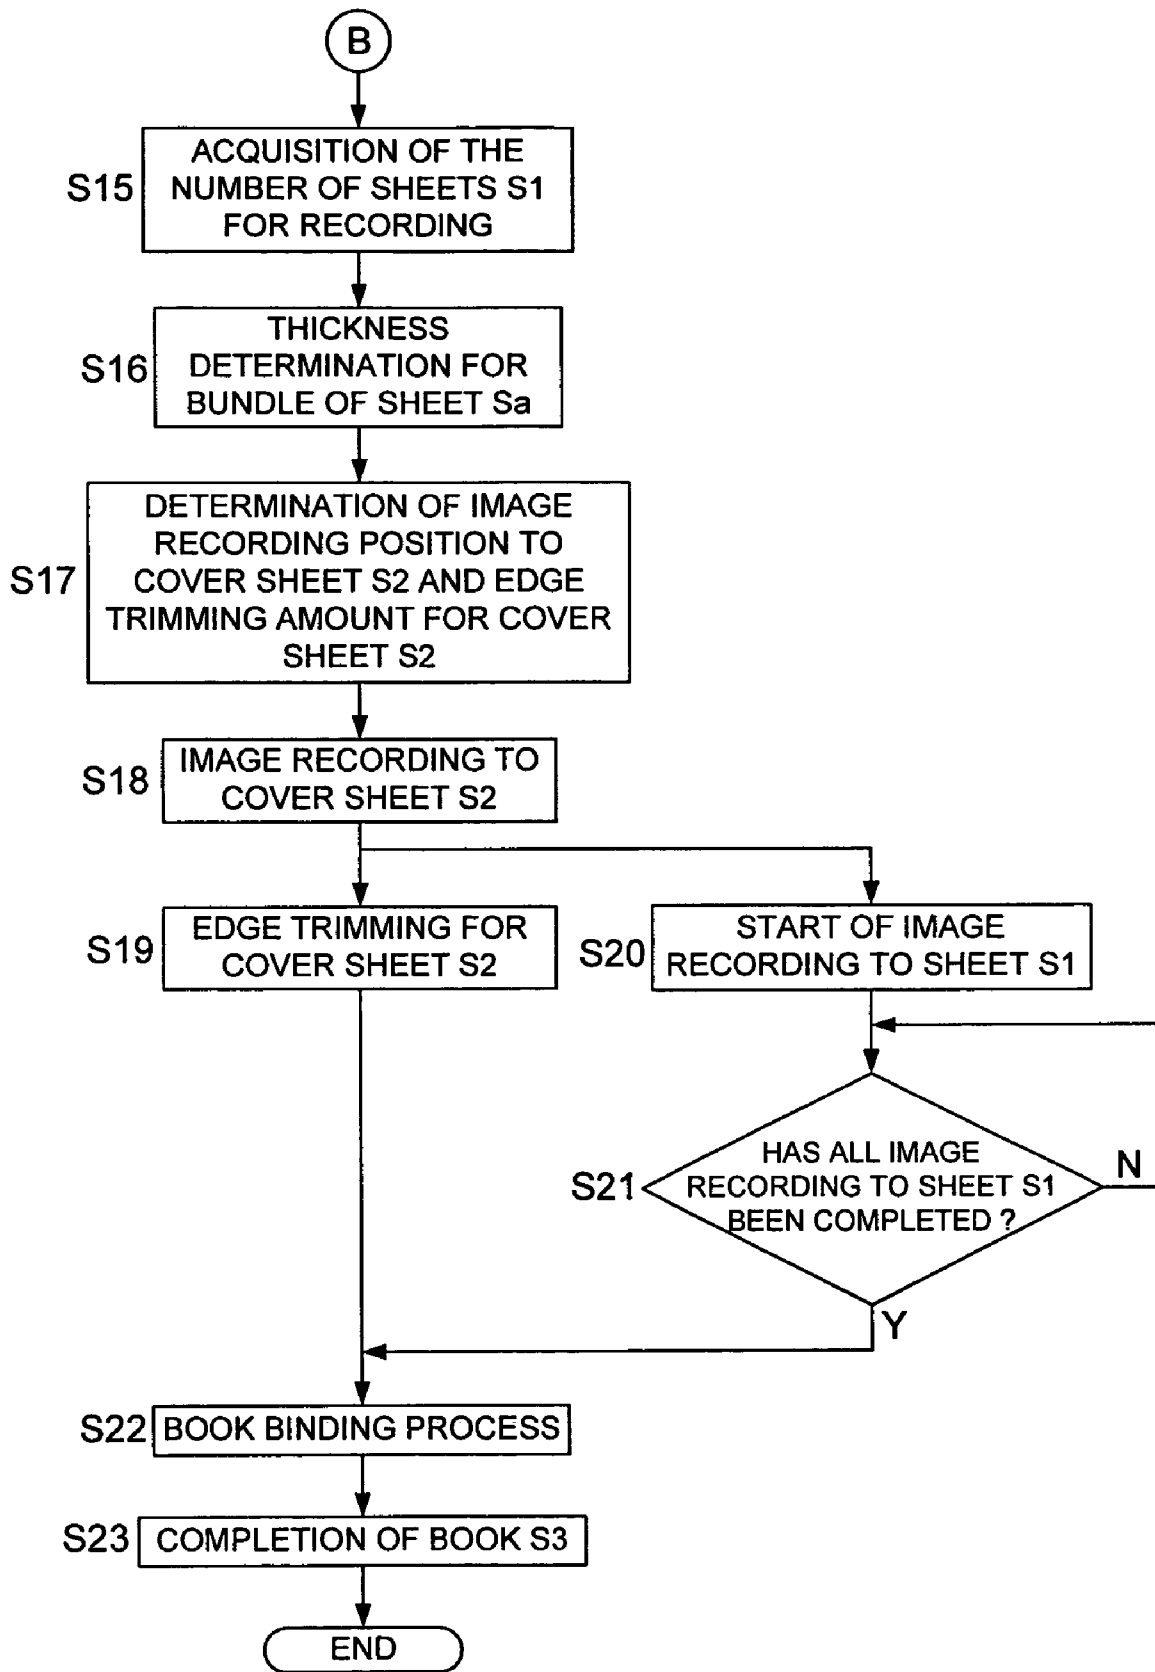 B
S15
ACQUISITION OF THE
NUMBER OF SHEETS S1
FOR RECORDING
S16
THICKNESS
DETERMINATION FOR
BUNDLE OF SHEET Sa
S17
DETERMINATION OF IMAGE
RECORDING POSITION TO
COVER SHEET S2 AND EDGE
TRIMMING AMOUNT FOR COVER
SHEET S2
S18
IMAGE RECORDING TO
COVER SHEET S2
S19
EDGE TRIMMING FOR
COVER SHEET S2
S20
START OF IMAGE
RECORDING TO SHEET S1
S21
HAS ALL IMAGE
RECORDING TO SHEET S1
BEEN COMPLETED ?
N
Y
S22
BOOK BINDING PROCESS
S23
COMPLETION OF BOOK S3
END